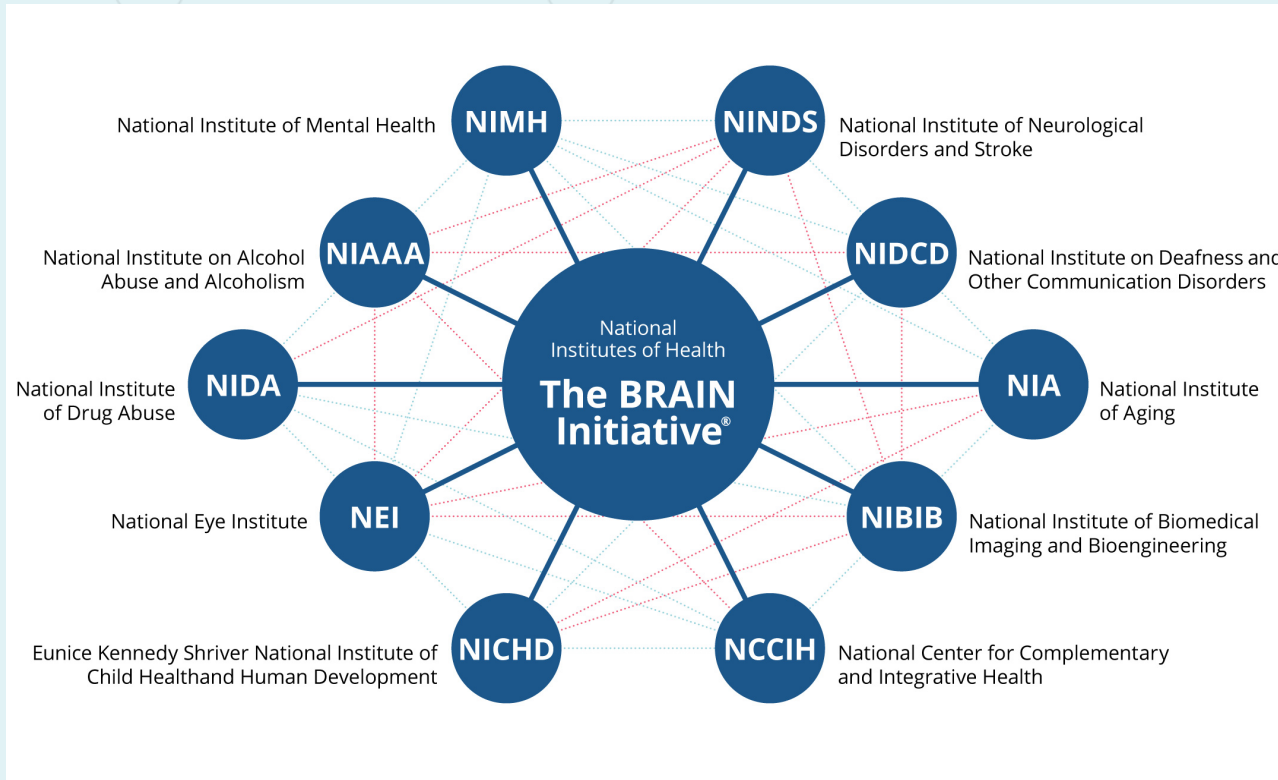 NIMH
National Institute of Mental Health
NINDS
National Institute of Neurological
Disorders and Stroke
NIAAA
National Institute on Alcohol
Abuse and Alcoholism
NIDCD
National Institute on Deafness and
Other Communication Disorders
National
Institutes of Health
The BRAIN
Initiative®
NIDA
National Institute
of Drug Abuse
NIA
National Institute
of Aging
NEI
National Eye Institute
NIBIB
National Institute of Biomedical
Imaging and Bioengineering
NICHD
Eunice Kennedy Shriver National Institute of
Child Healthand Human Development
NCCIH
National Center for Complementary
and Integrative Health